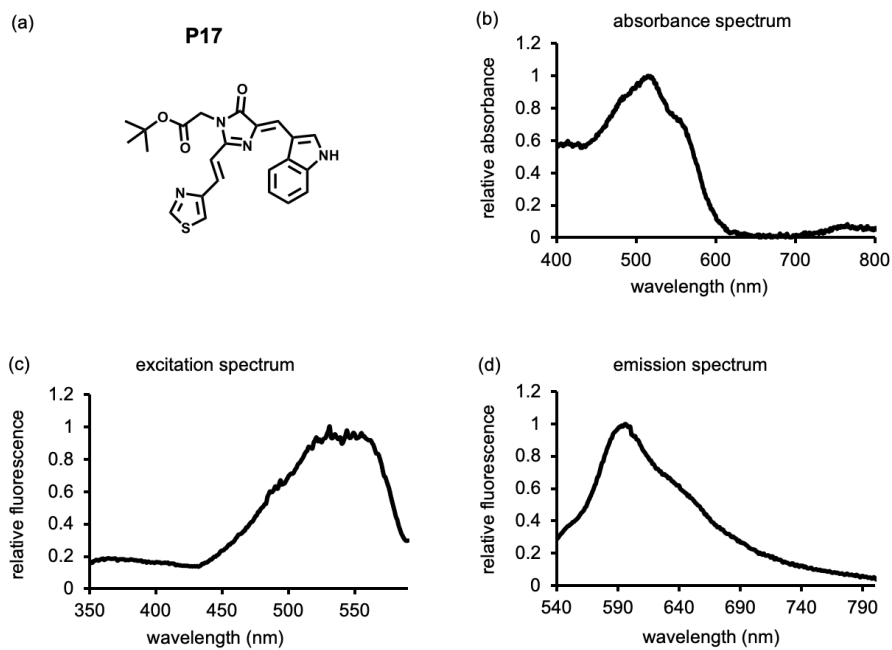 (a)
P17
O
O
O
N
N
NH
N
S
(b)
absorbance spectrum
relative absorbance
1.2
1
0.8
0.6
0.4
0.2
0
400 500 600 700 800
wavelength (nm)
(c)
excitation spectrum
relative fluorescence
1.2
1
0.8
0.6
0.4
0.2
0
350 400 450 500 550
wavelength (nm)
(d)
emission spectrum
relative fluorescence
1.2
1
0.8
0.6
0.4
0.2
0
540 590 640 690 740 790
wavelength (nm)